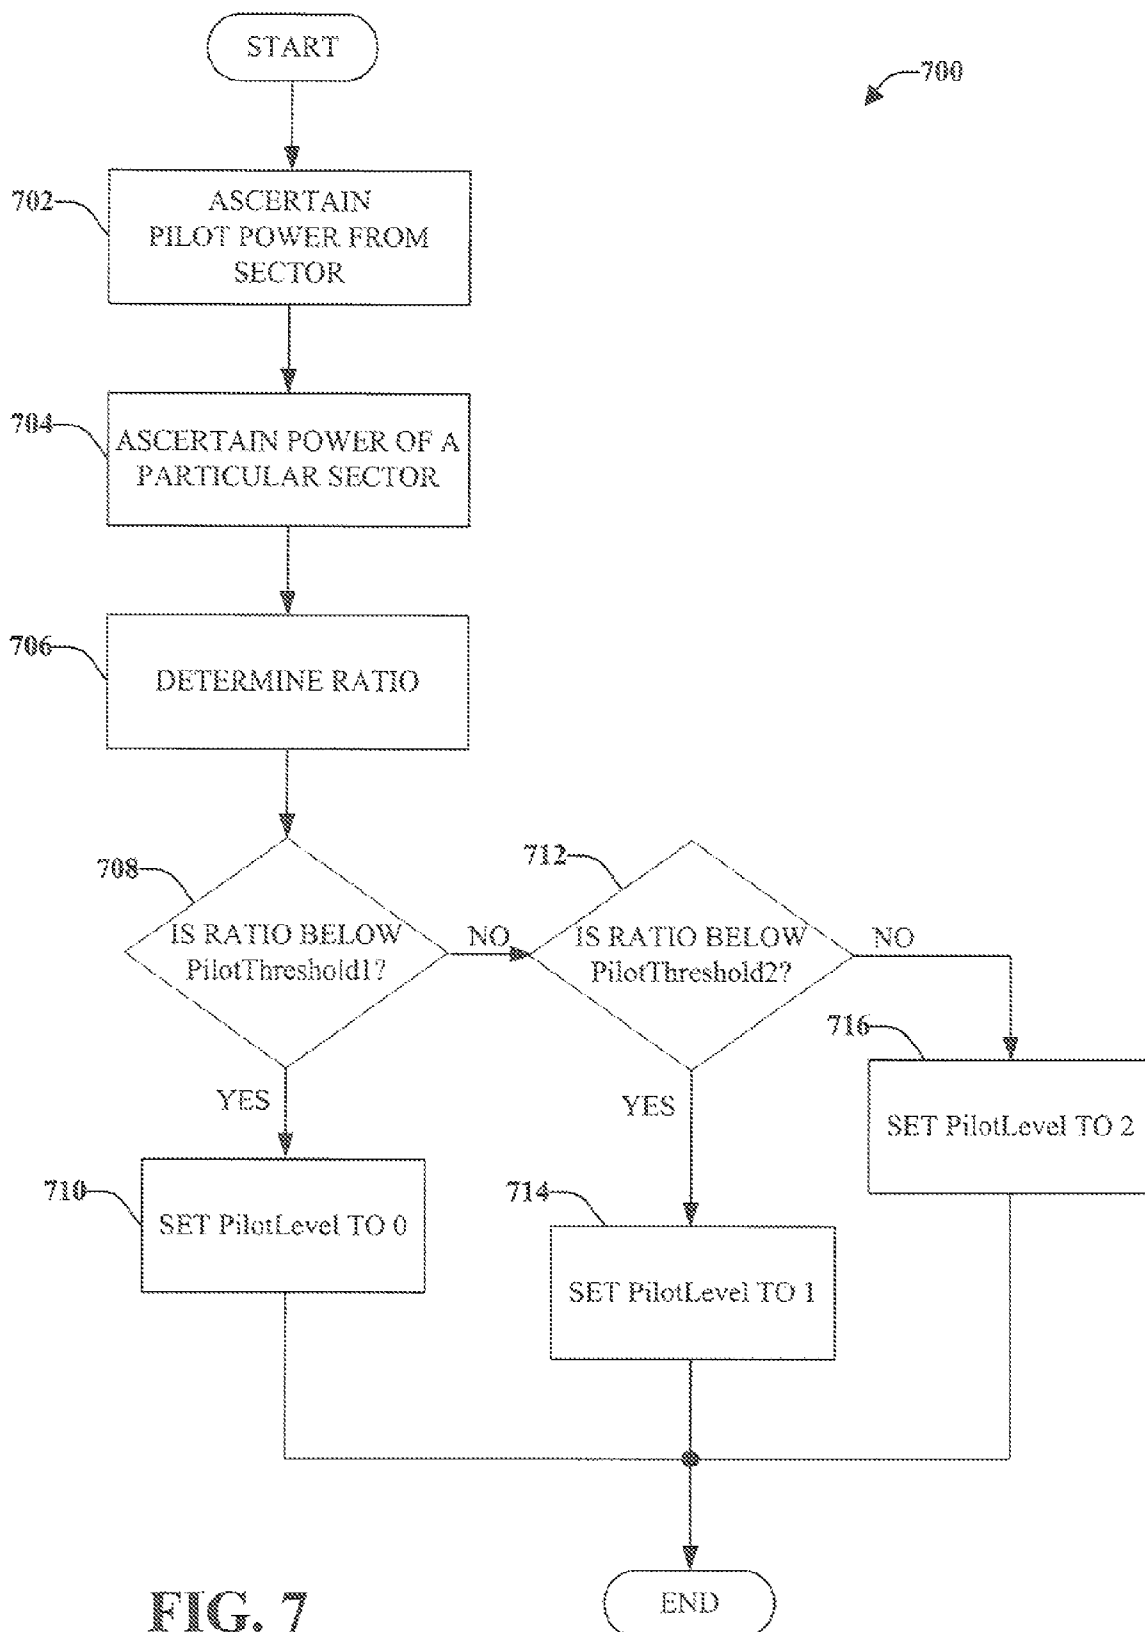 START
700
702
ASCERTAIN
PILOT POWER FROM
SECTOR
704
ASCERTAIN POWER OF A
PARTICULAR SECTOR
706
DETERMINE RATIO
708
IS RATIO BELOW
PilotThreshold1?
NO
712
IS RATIO BELOW
PilotThreshold2?
NO
YES
YES
716
SET PilotLevel TO 2
710
SET PilotLevel TO 0
714
SET PilotLevel TO 1
END
FIG. 7